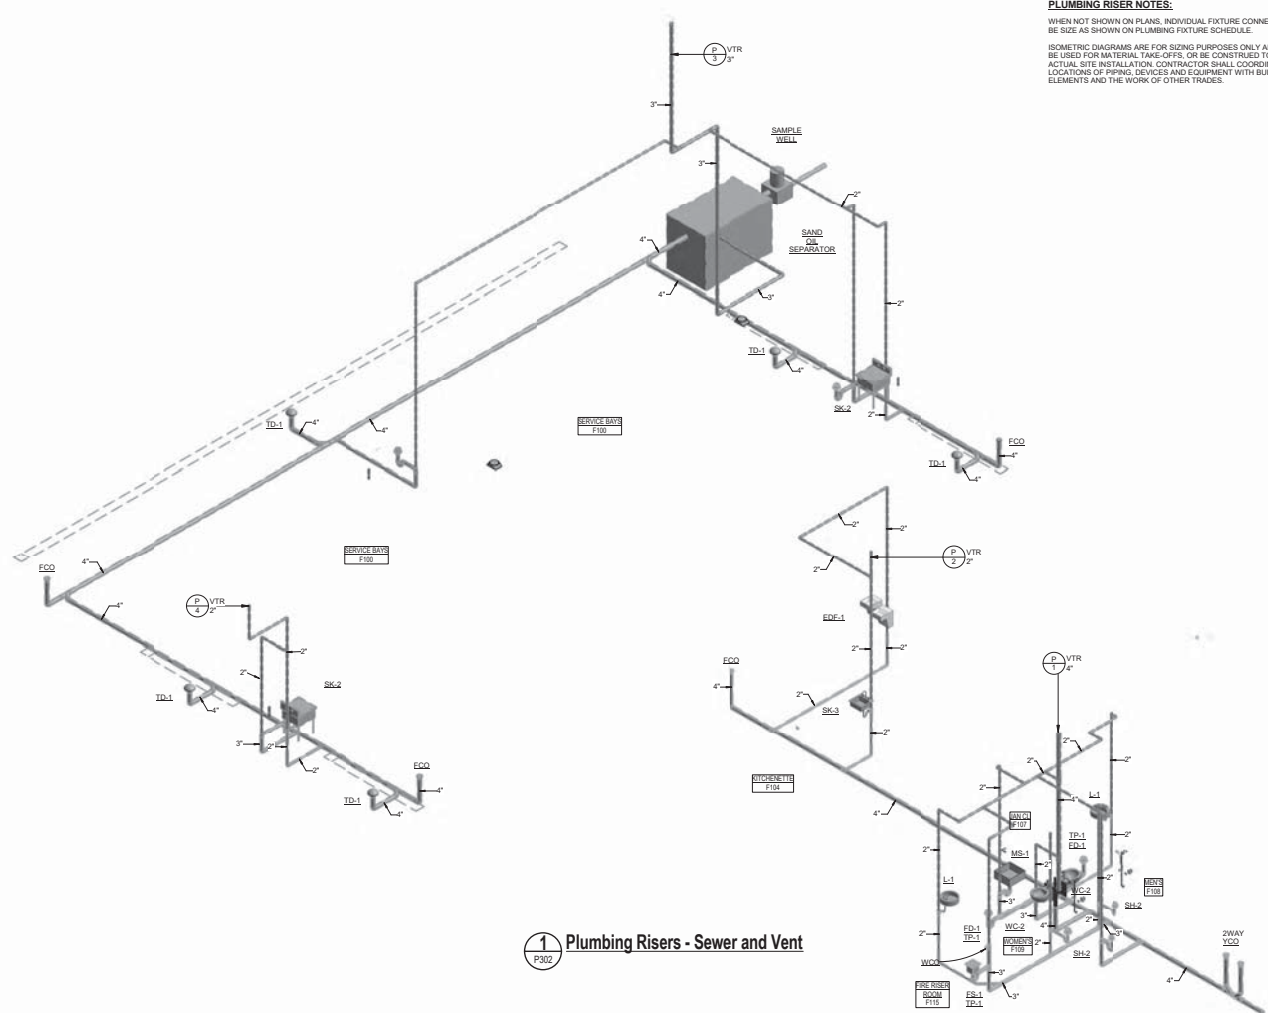 PLUMBING RISER NOTES:
WHEN NOT SHOWN ON PLANS, INDIVIDUAL FIXTURE
BE SIZE AS SHOWN ON PLUMBING FIXTURE SCHEDULE.
ISOMETRIC DIAGRAMS ARE FOR SIZING PURPOSES ONLY
BE USED FOR MATERIAL TAKE-OFFS, OR BE CONSTRUED
ACTUAL SITE INSTALLATION. CONTRACTOR SHALL
LOCATIONS OF PIPING, DEVICES AND EQUIPMENT WITH
ELEMENTS AND THE WORK OF OTHER TRADES.
P
3
VTR
3"
3"
SAMPLE
WELL
3"
2"
SAND
OIL
SEPARATOR
4"
4"
3"
2"
TD-1
4"
SK-2
2"
SERVICE BAYS
F100
TD-1
4"
4"
FCO
4"
TD-1
4"
SERVICE BAYS
F100
FCO
4"
4"
P
4
VTR
2"
2"
2"
SK-2
TD-1
4"
3"
2"
2"
FCO
4"
TD-1
4"
2"
2"
2"
P
2
VTR
2"
EDF-1
2"
2"
FCO
4"
2"
SK-3
2"
KITCHENETTE
F104
4"
P
1
VTR
4"
2"
2"
2"
2"
2"
4"
L-1
JAN CL
F107
TP-1
FD-1
2"
2"
MS-1
2"
L-1
2"
WC-2
MEN'S
F108
3"
3"
SH-2
2"
2"
4"
3"
FD-1
TP-1
WC-2
WOMEN'S
F109
2"
SH-2
WCO
3"
FIRE RISER
ROOM
F115
FS-1
TP-1
3"
4"
2WAY
YCO
1
P302
Plumbing Risers - Sewer and Vent